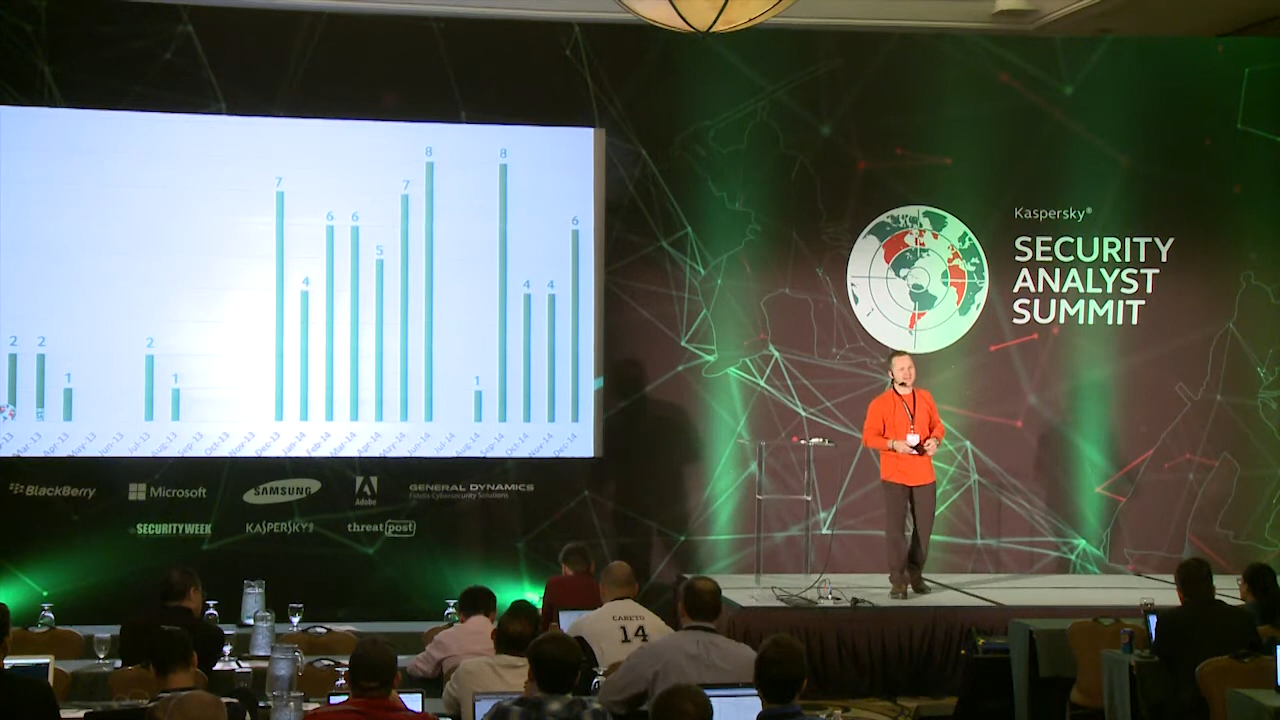 8
8
7
7
6
6
6
5
4
4
4
2
2
2
1
1
1
Mar-13
Apr-13
May-13
Jun-13
Jul-13
Aug-13
Sep-13
Oct-13
Nov-13
Dec-13
Jan-14
Feb-14
Mar-14
Apr-14
May-14
Jun-14
Jul-14
Aug-14
Sep-14
Oct-14
Nov-14
Dec-14
Kaspersky®
SECURITY
ANALYST
SUMMIT
BlackBerry
Microsoft
SAMSUNG
Adobe
GENERAL DYNAMICS
Fidelis Cybersecurity Solutions
SECURITYWEEK
KASPERSKY
threatpost
CARETO
14